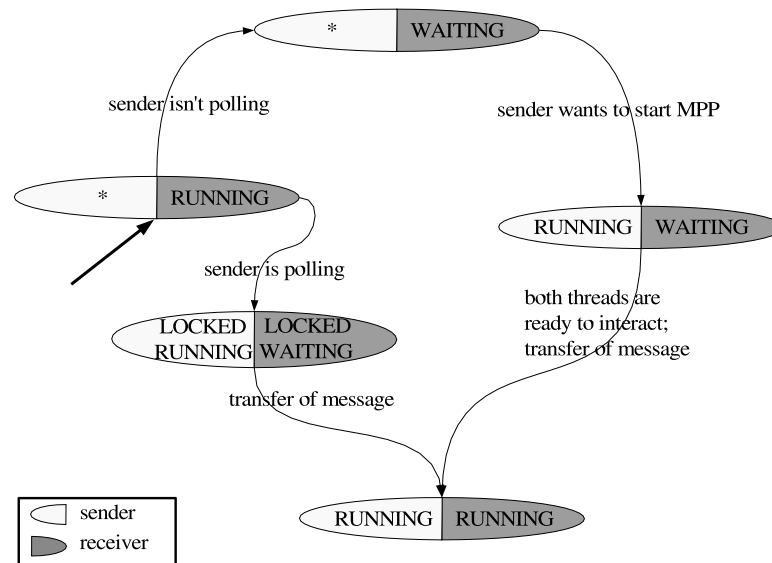 * WAITING
sender isn't polling
sender wants to start MPP
* RUNNING
RUNNING WAITING
sender is polling
both threads are
ready to interact;
transfer of message
LOCKED LOCKED
RUNNING WAITING
transfer of message
RUNNING RUNNING
sender
receiver